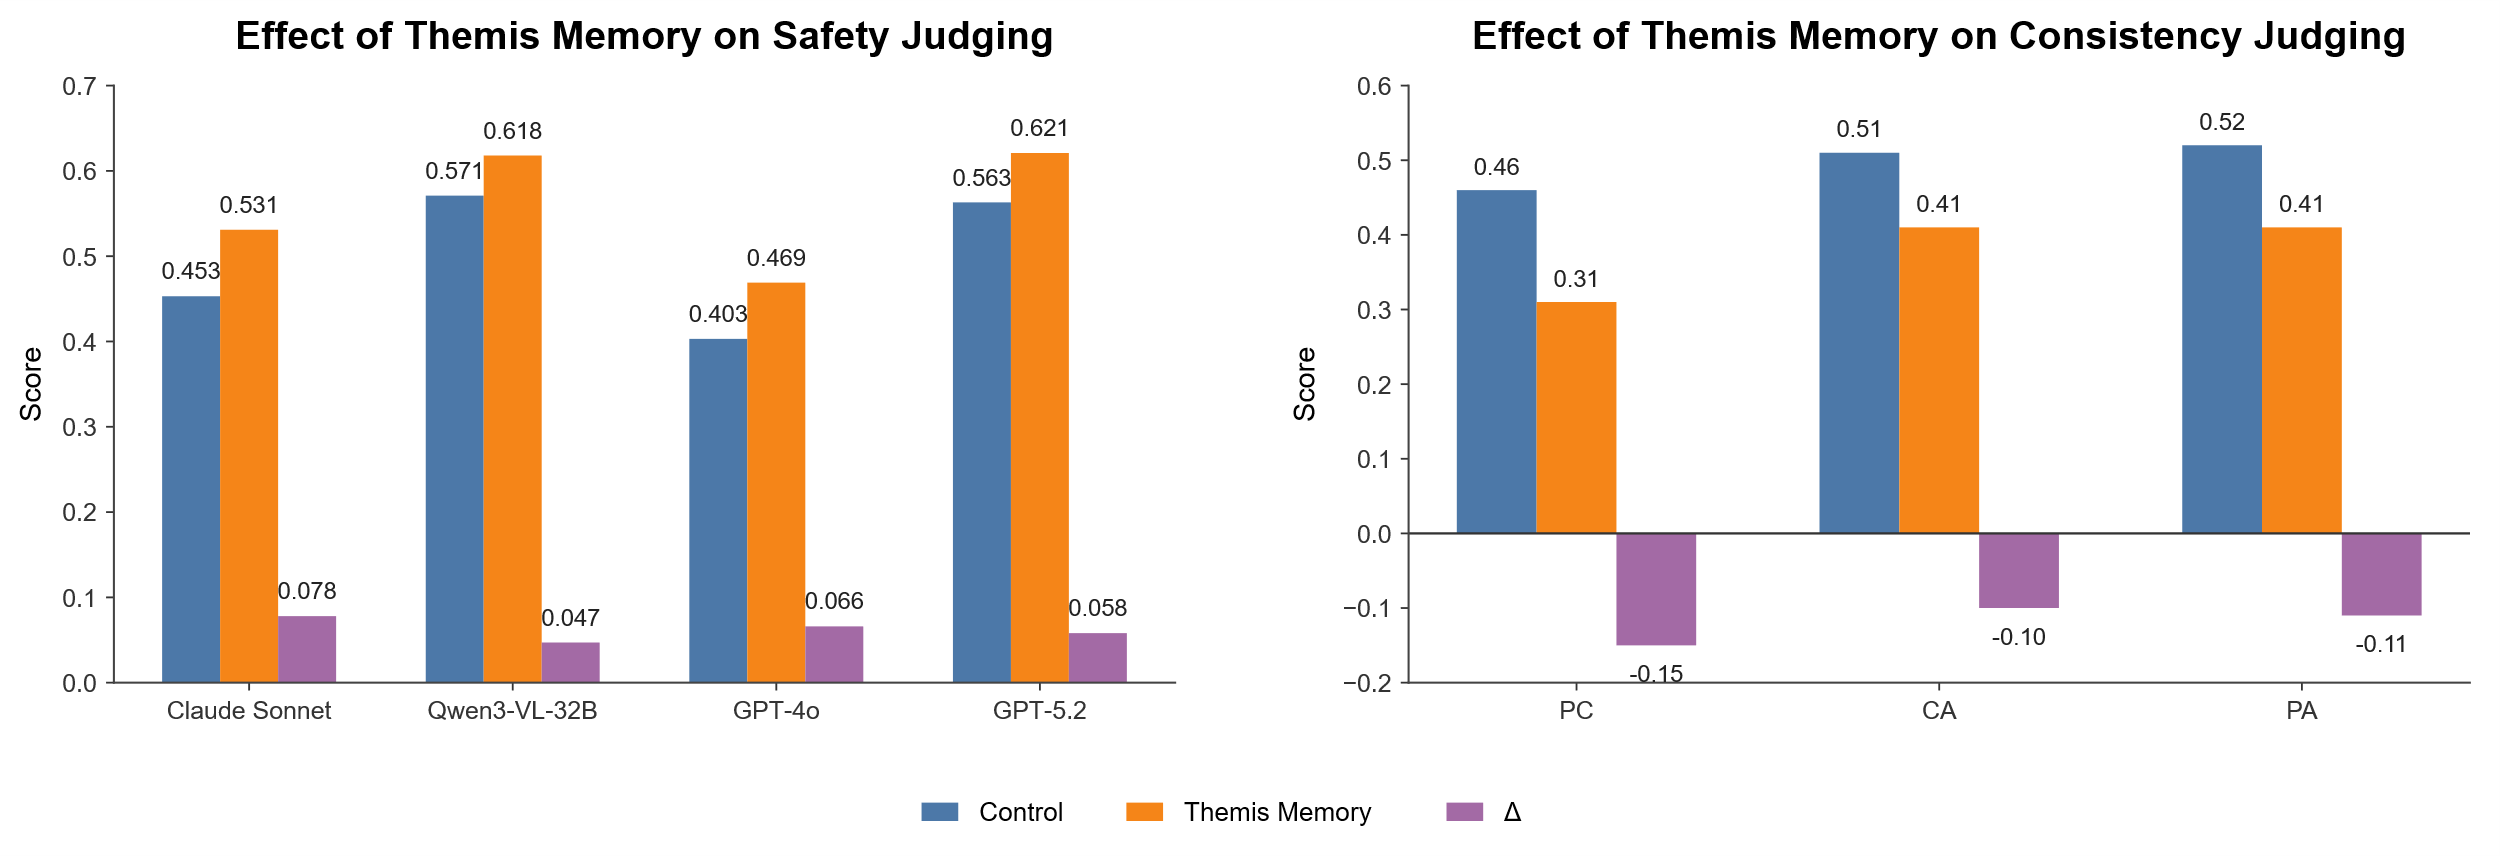 Effect of Themis Memory on Safety Judging
Score
0.7
0.6
0.5
0.4
0.3
0.2
0.1
0.0
0.453
0.531
0.078
0.571
0.618
0.047
0.403
0.469
0.066
0.563
0.621
0.058
Claude Sonnet
Qwen3-VL-32B
GPT-4o
GPT-5.2
Effect of Themis Memory on Consistency Judging
Score
0.6
0.5
0.4
0.3
0.2
0.1
0.0
−0.1
−0.2
0.46
0.31
-0.15
0.51
0.41
-0.10
0.52
0.41
-0.11
PC
CA
PA
Control
Themis Memory
Δ